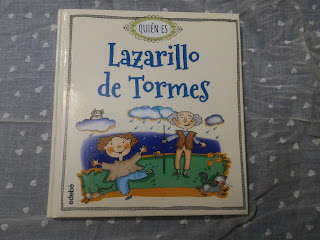 QUIÉN ES
Lazarillo
de Tormes
edebé